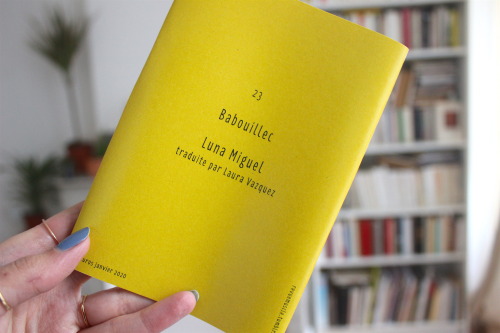 23
Babouillec
Luna Miguel
traduite par Laura Vazquez
janvier 2020